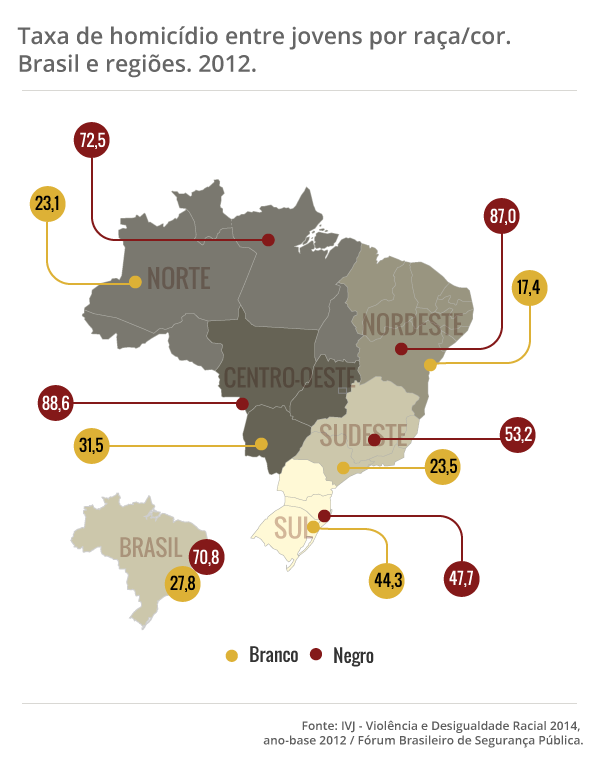 Taxa de homicídio entre jovens por raça/cor.
Brasil e regiões. 2012.
72,5
23,1
87,0
NORTE
17,4
NORDESTE
CENTRO-OESTE
88,6
31,5
SUDESTE
53,2
23,5
SUL
BRASIL
70,8
27,8
44,3
47,7
Branco
Negro
Fonte: IVJ - Violência e Desigualdade Racial 2014,
ano-base 2012 / Fórum Brasileiro de Segurança Pública.